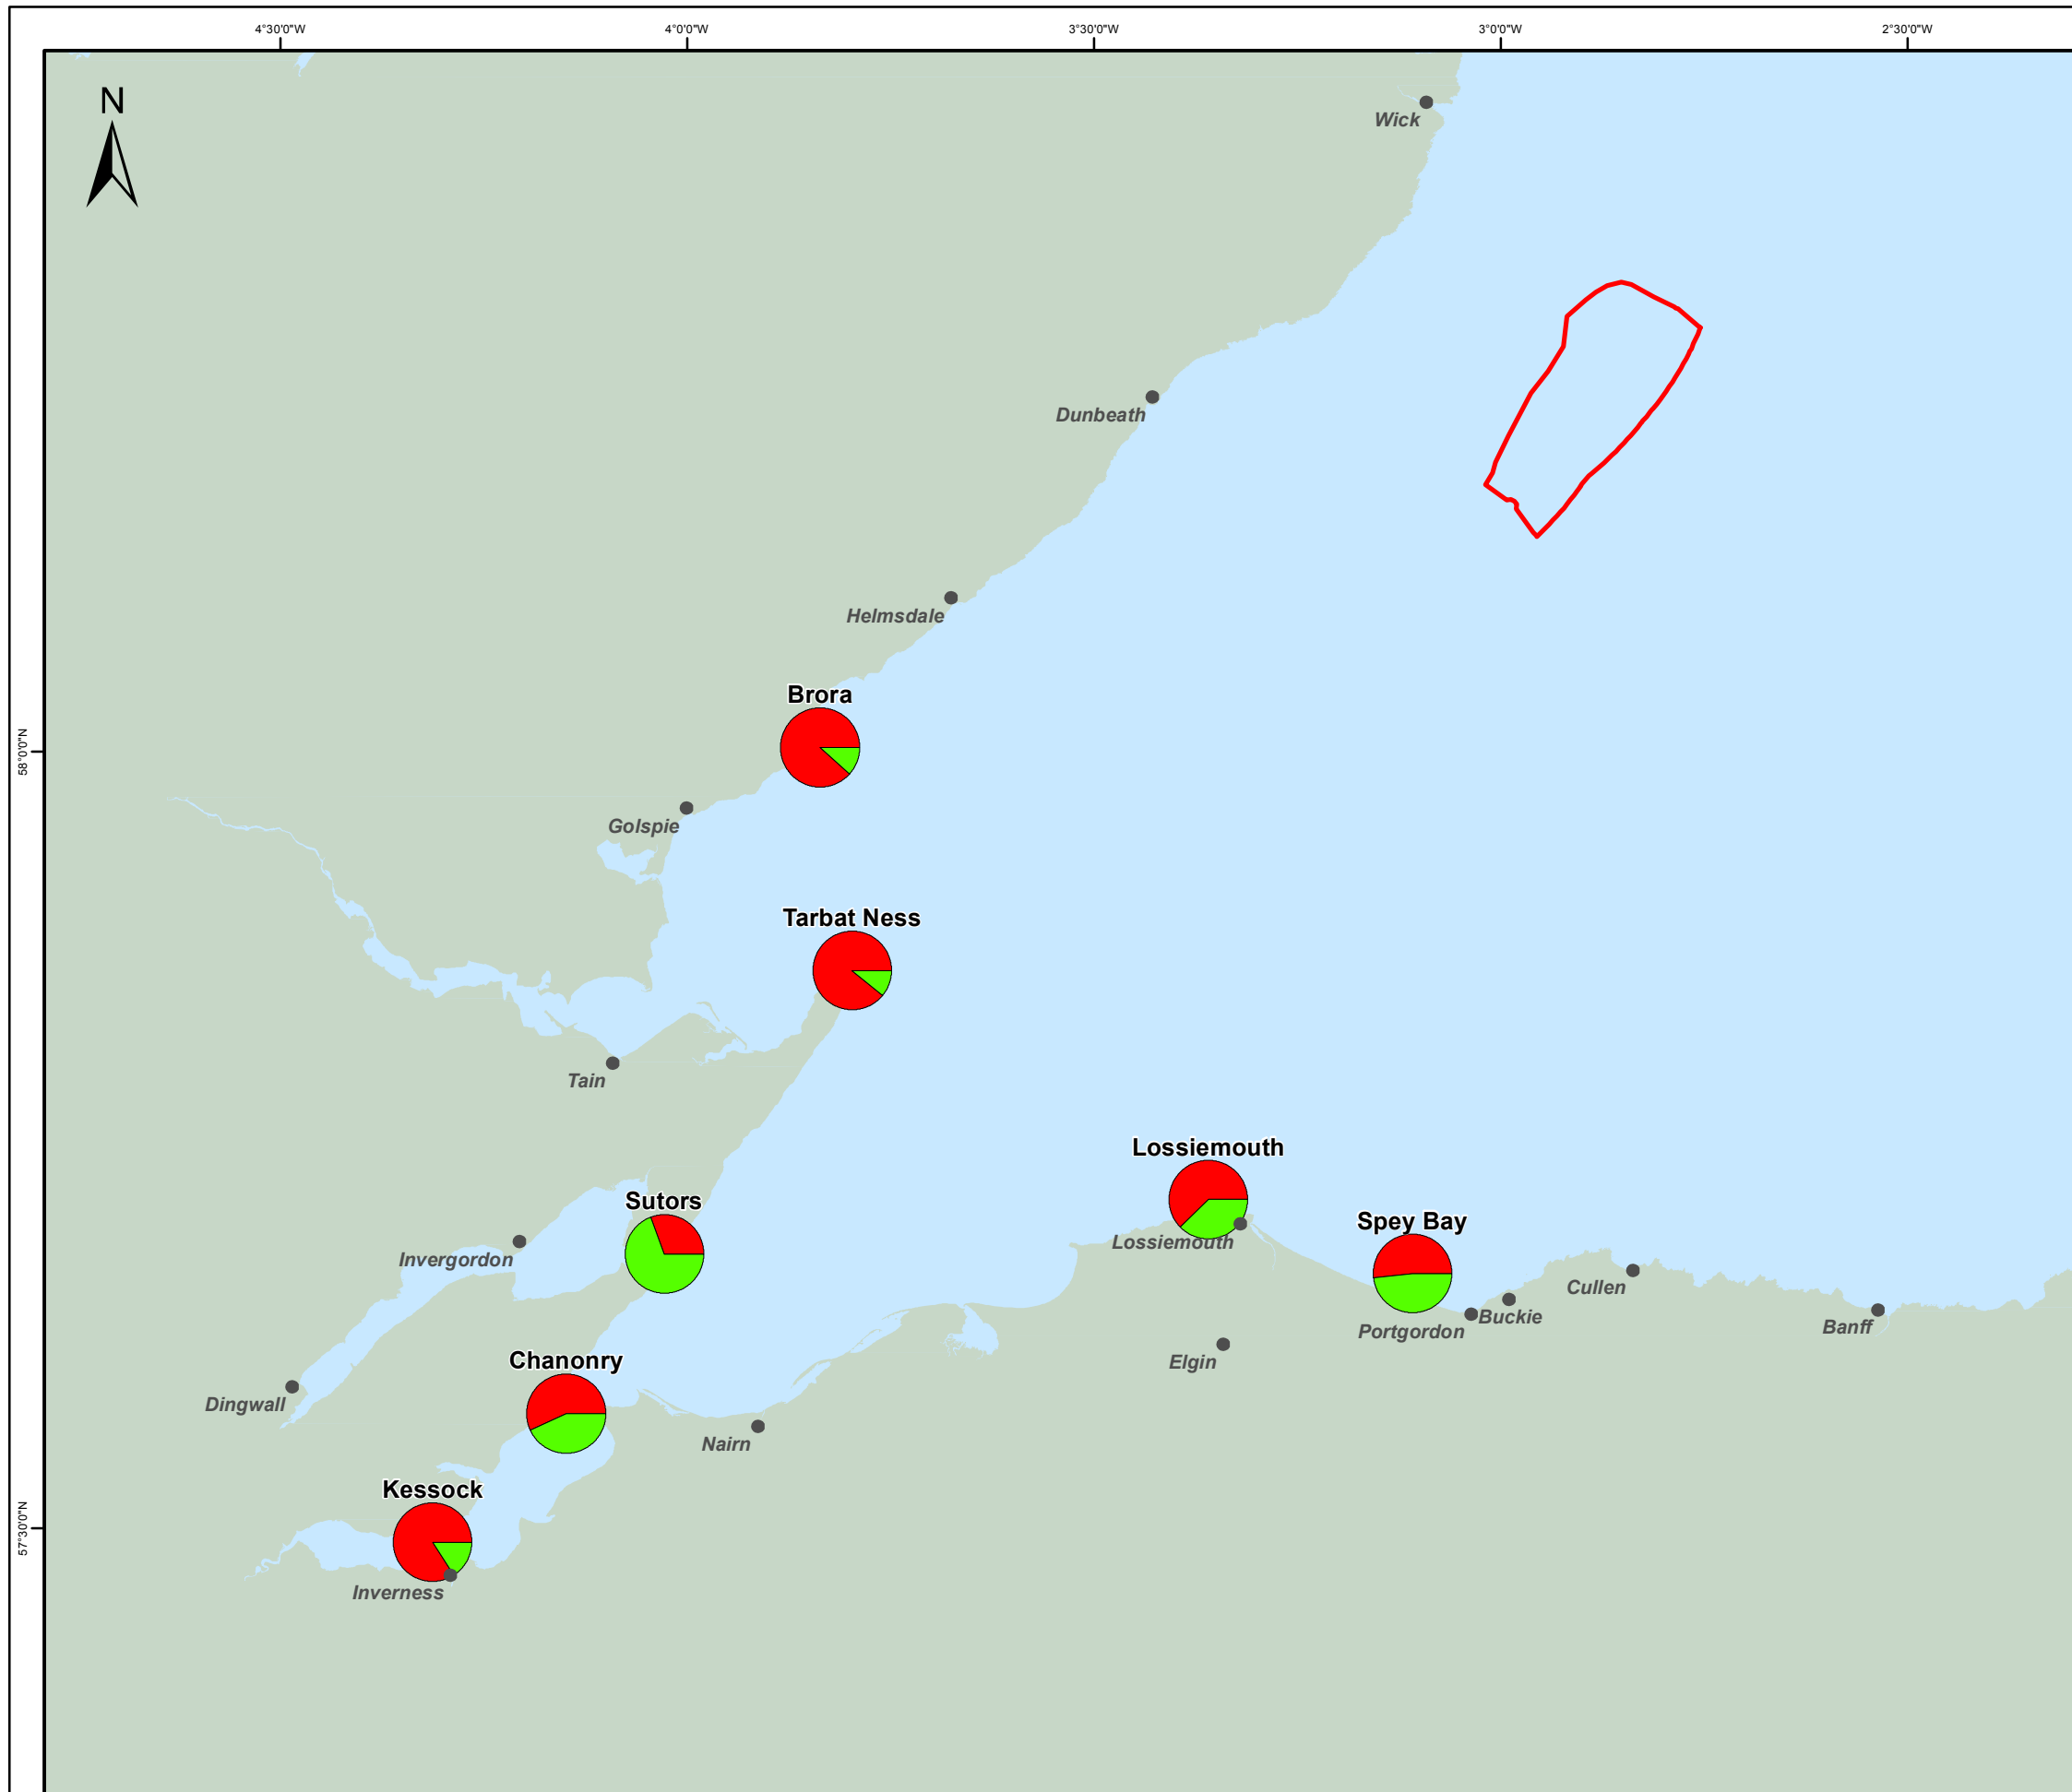 4°30'0"W
4°0'0"W
3°30'0"W
3°0'0"W
2°30'0"W
N
Wick
Dunbeath
Helmsdale
Brora
58°0'0"N
Golspie
Tarbat Ness
Tain
Lossiemouth
Sutors
Spey Bay
Lossiemouth
Invergordon
Cullen
Buckie
Portgordon
Banff
Chanonry
Elgin
Dingwall
Nairn
Kessock
57°30'0"N
Inverness